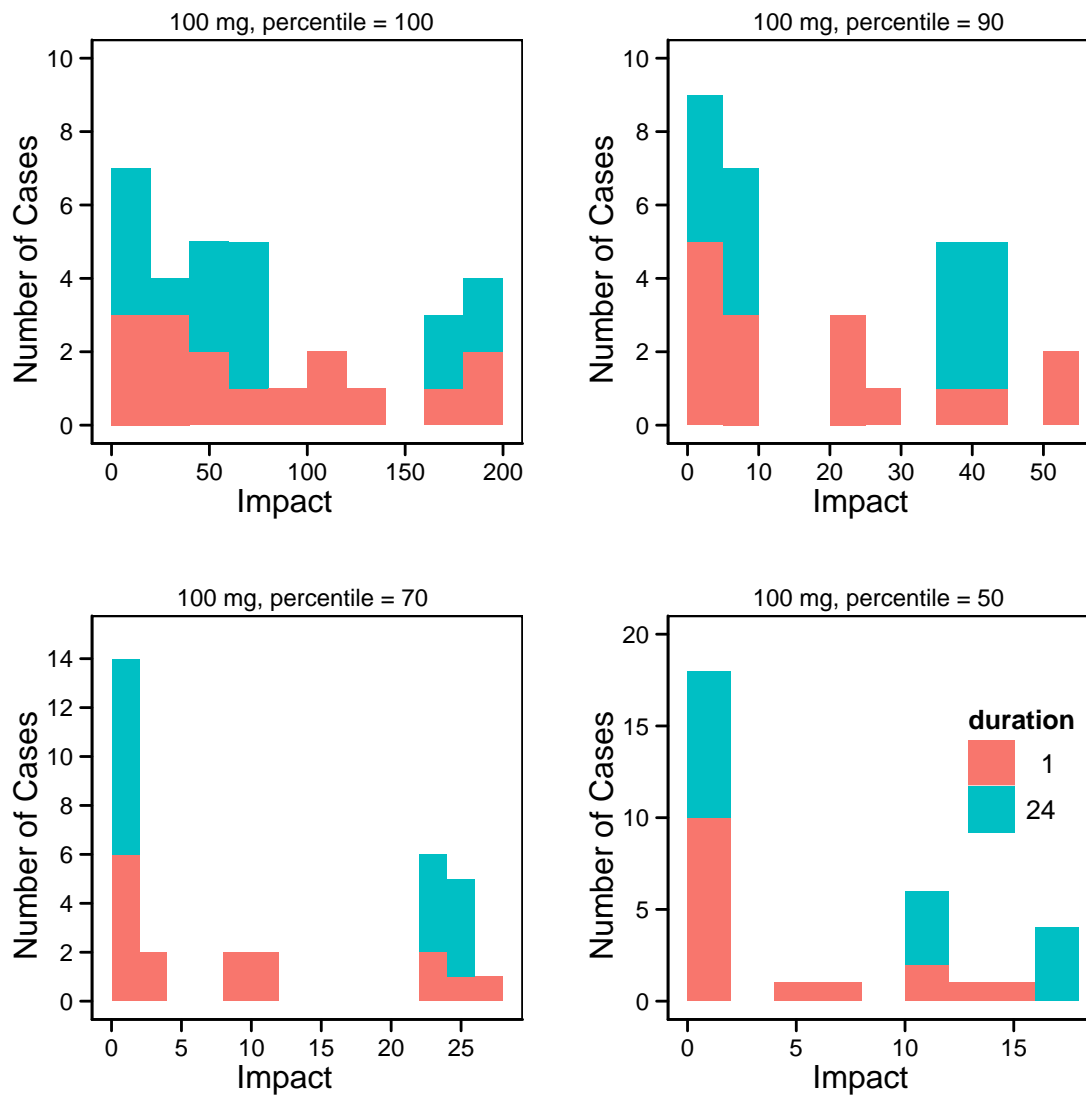 100 mg, percentile = 100
10
8
6
4
2
0
Number of Cases
0 50 100 150 200
Impact
100 mg, percentile = 90
10
8
6
4
2
0
Number of Cases
0 10 20 30 40 50
Impact
100 mg, percentile = 70
14
12
10
8
6
4
2
0
Number of Cases
0 5 10 15 20 25
Impact
100 mg, percentile = 50
20
15
10
5
0
Number of Cases
0 5 10 15
Impact
duration
1
24